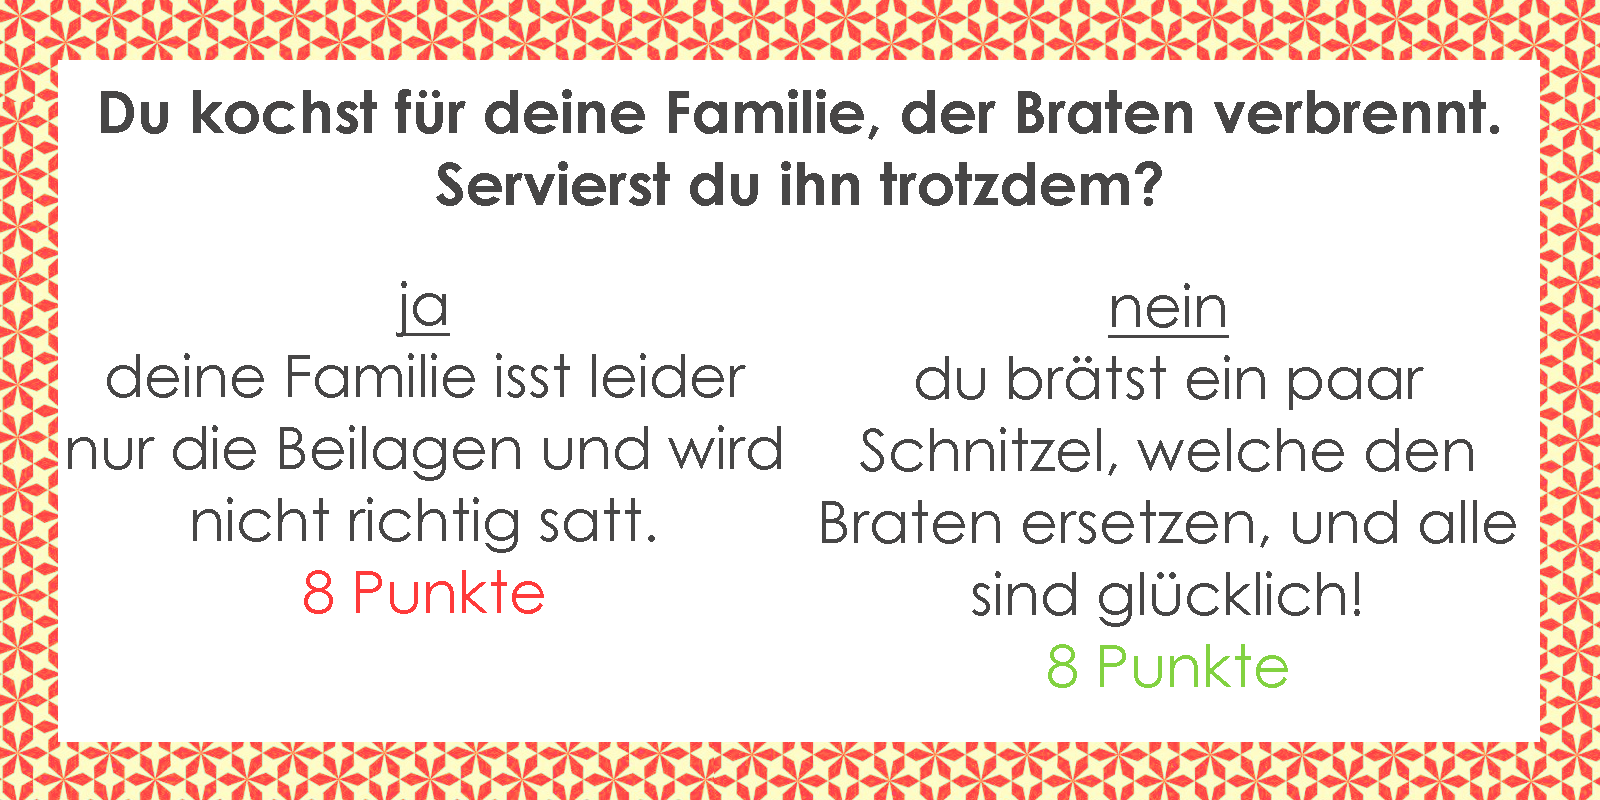 Du kochst für deine Familie, der Braten verbrennt.
Servierst du ihn trotzdem?
ja
deine Familie isst leider
nur die Beilagen und wird
nicht richtig satt.
8 Punkte
nein
du brätst ein paar
Schnitzel, welche den
Braten ersetzen, und alle
sind glücklich!
8 Punkte